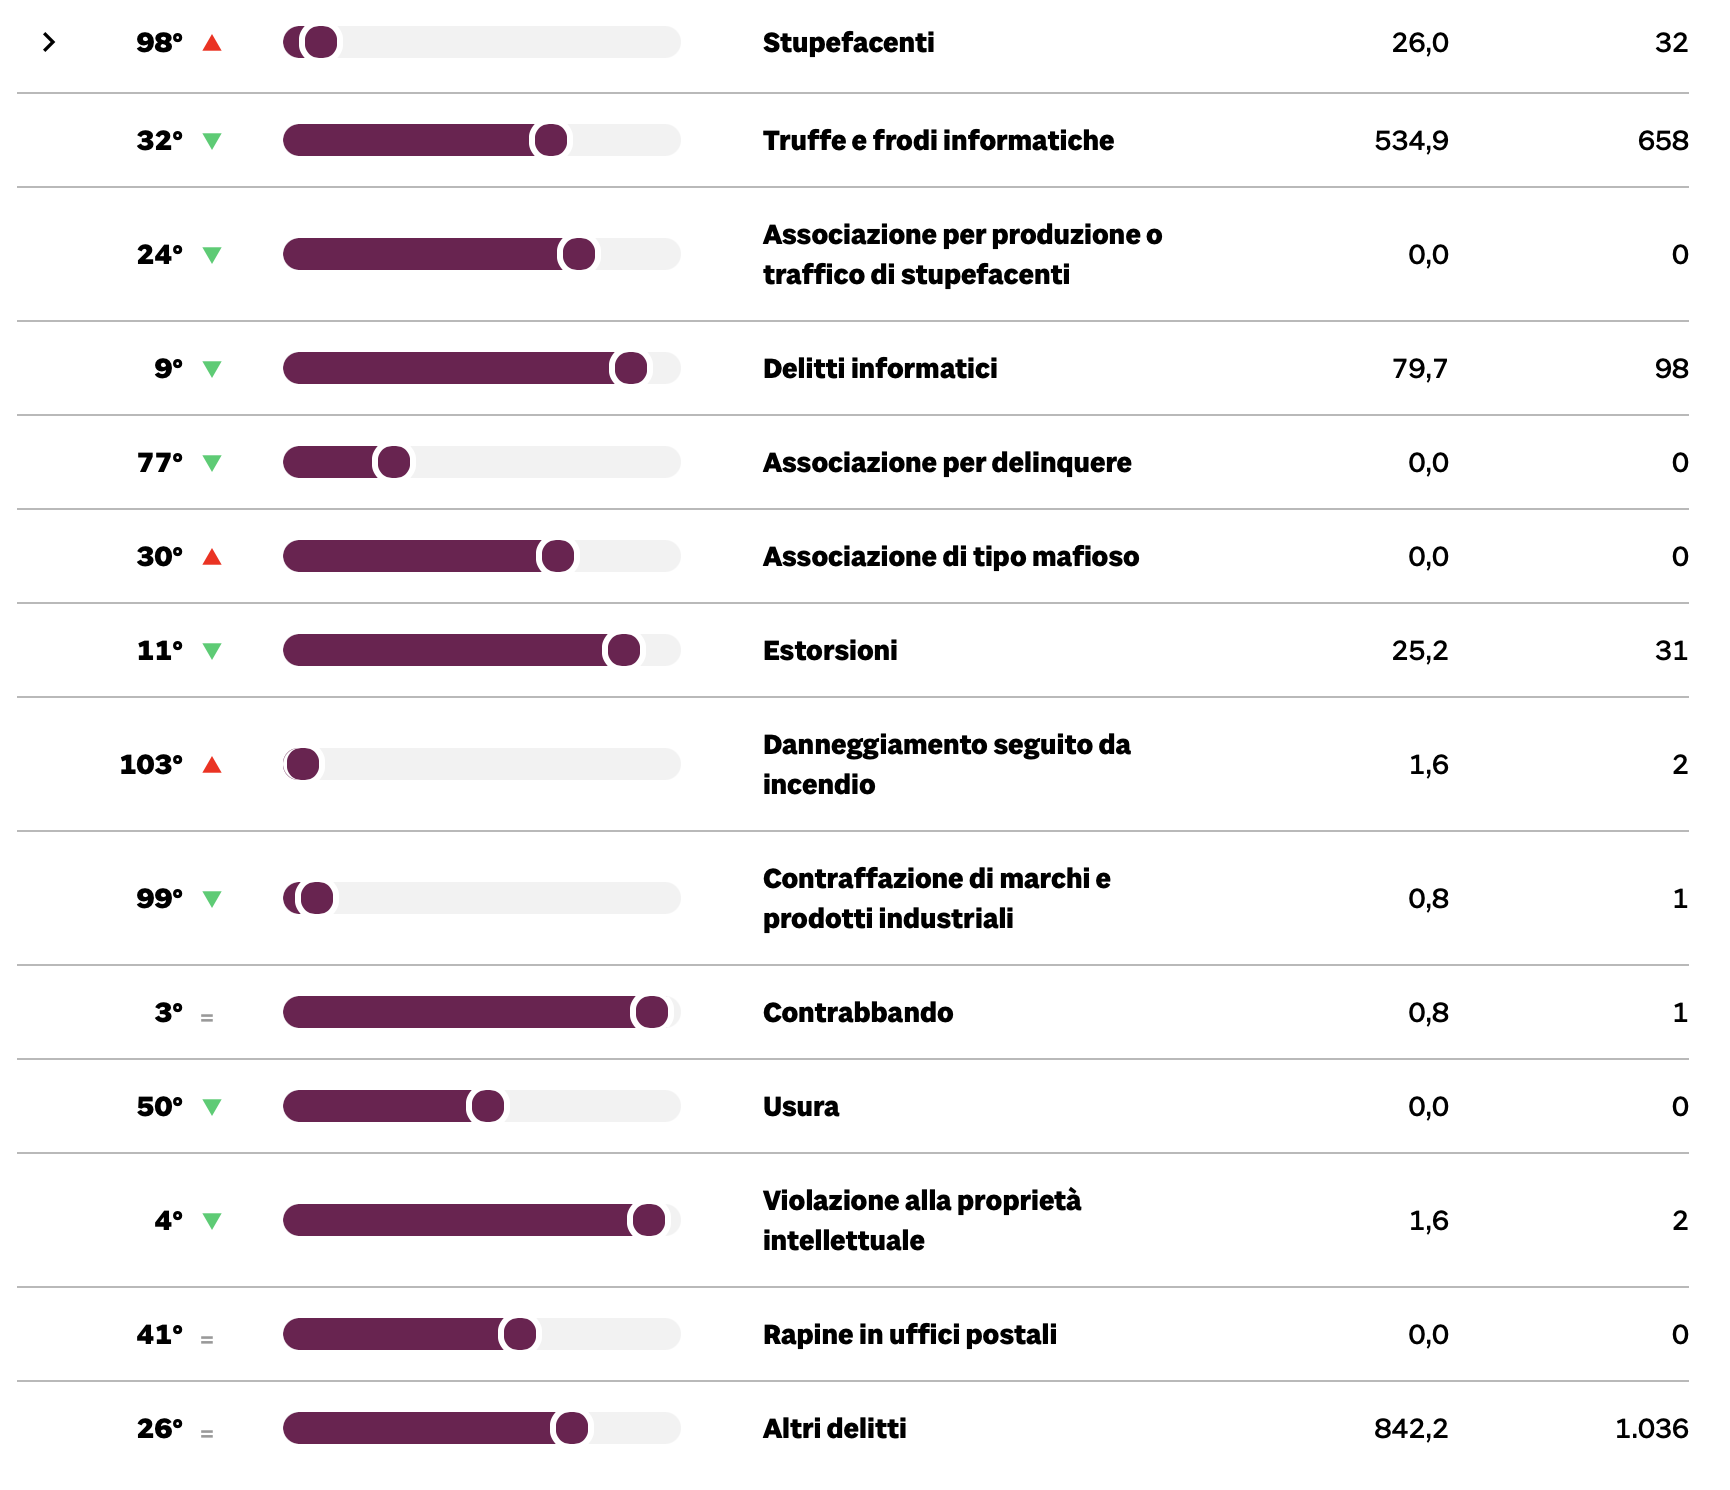 98° Stupefacenti 26,0 32
32° Truffe e frodi informatiche 534,9 658
24° Associazione per produzione o
traffico di stupefacenti 0,0 0
9° Delitti informatici 79,7 98
77° Associazione per delinquere 0,0 0
30° Associazione di tipo mafioso 0,0 0
11° Estorsioni 25,2 31
103° Danneggiamento seguito da
incendio 1,6 2
99° Contraffazione di marchi e
prodotti industriali 0,8 1
3° = Contrabbando 0,8 1
50° Usura 0,0 0
4° Violazione alla proprietà
intellettuale 1,6 2
41° = Rapine in uffici postali 0,0 0
26° = Altri delitti 842,2 1.036